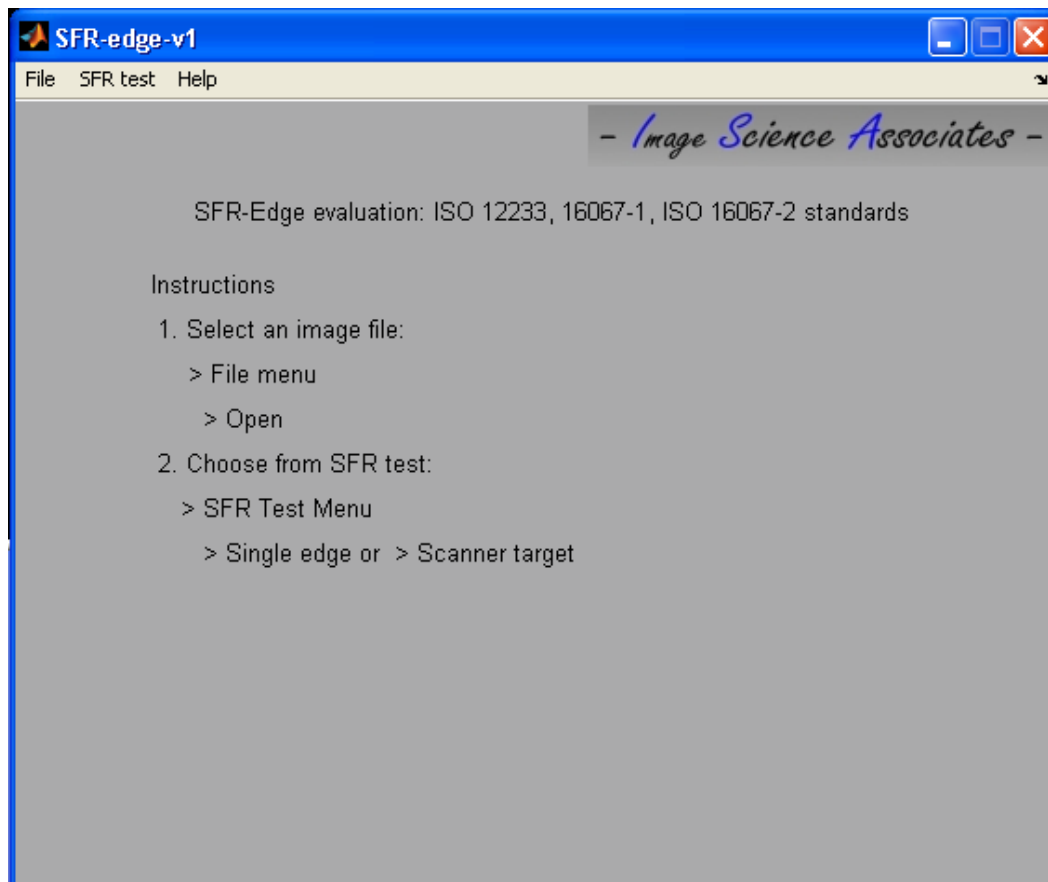 SFR-edge-v1
File SFR test Help
- Image Science Associates -
SFR-Edge evaluation: ISO 12233, 16067-1, ISO 16067-2 standards
Instructions
1. Select an image file:
> File menu
> Open
2. Choose from SFR test:
> SFR Test Menu
> Single edge or > Scanner target